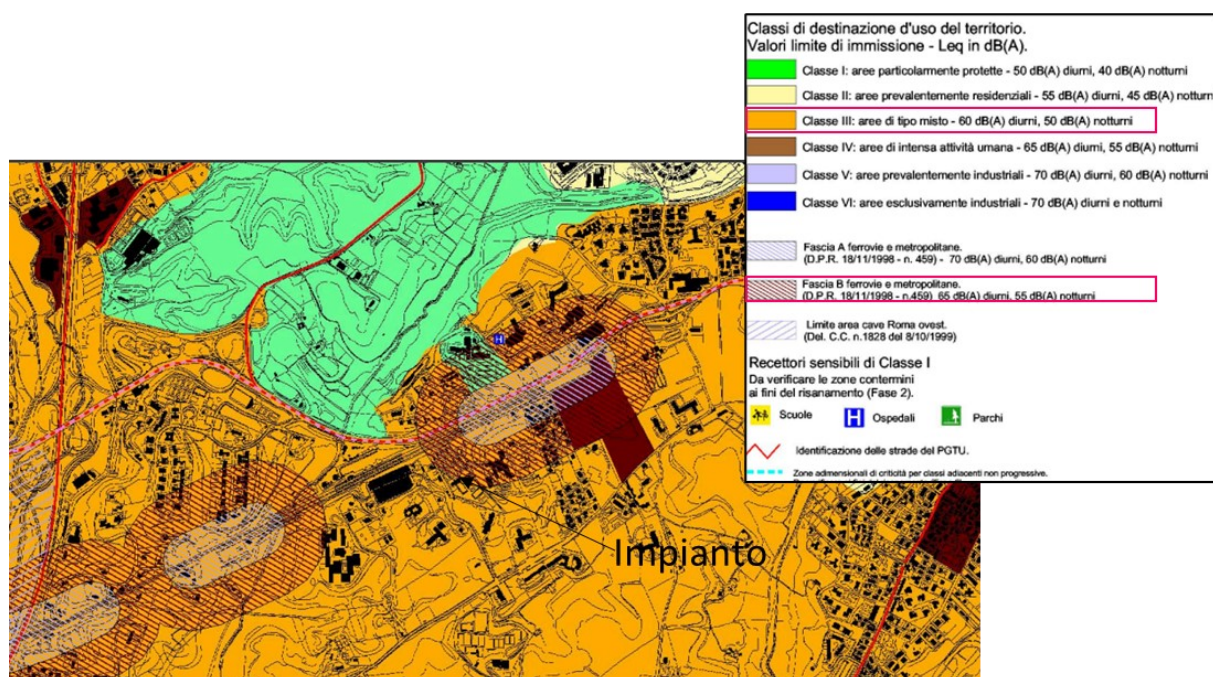 Classi di destinazione d'uso del territorio.
Valori limite di immissione - Leq in dB(A).
Classe I: aree particolarmente protette - 50 dB(A) diurni, 40 dB(A) notturni
Classe II: aree prevalentemente residenziali - 55 dB(A) diurni, 45 dB(A) notturn
Classe III: aree di tipo misto - 60 dB(A) diurni, 50 dB(A) notturni
Classe IV: aree di intensa attività umana - 65 dB(A) diurni, 55 dB(A) notturni
Classe V: aree prevalentemente industriali - 70 dB(A) diurni, 60 dB(A) notturni
Classe VI: aree esclusivamente industriali - 70 dB(A) diurni e notturni
Fascia A ferrovie e metropolitane.
(D.P.R. 18/11/1998 - n. 459) - 70 dB(A) diurni, 60 dB(A) notturni
Fascia B ferrovie e metropolitane.
(D.P.R. 18/11/1998 - n.459) 65 dB(A) diurni, 55 dB(A) notturni
Limite area cave Roma ovest.
(Del. C.C. n.1828 del 8/10/1999)
Recettori sensibili di Classe I
Da verificare le zone contermini
ai fini del risanamento (Fase 2).
Scuole
H Ospedali
Parchi
Identificazione delle strade del PGTU.
Zone adimensionali di criticità per classi adiacenti non progressive.
H
Impianto